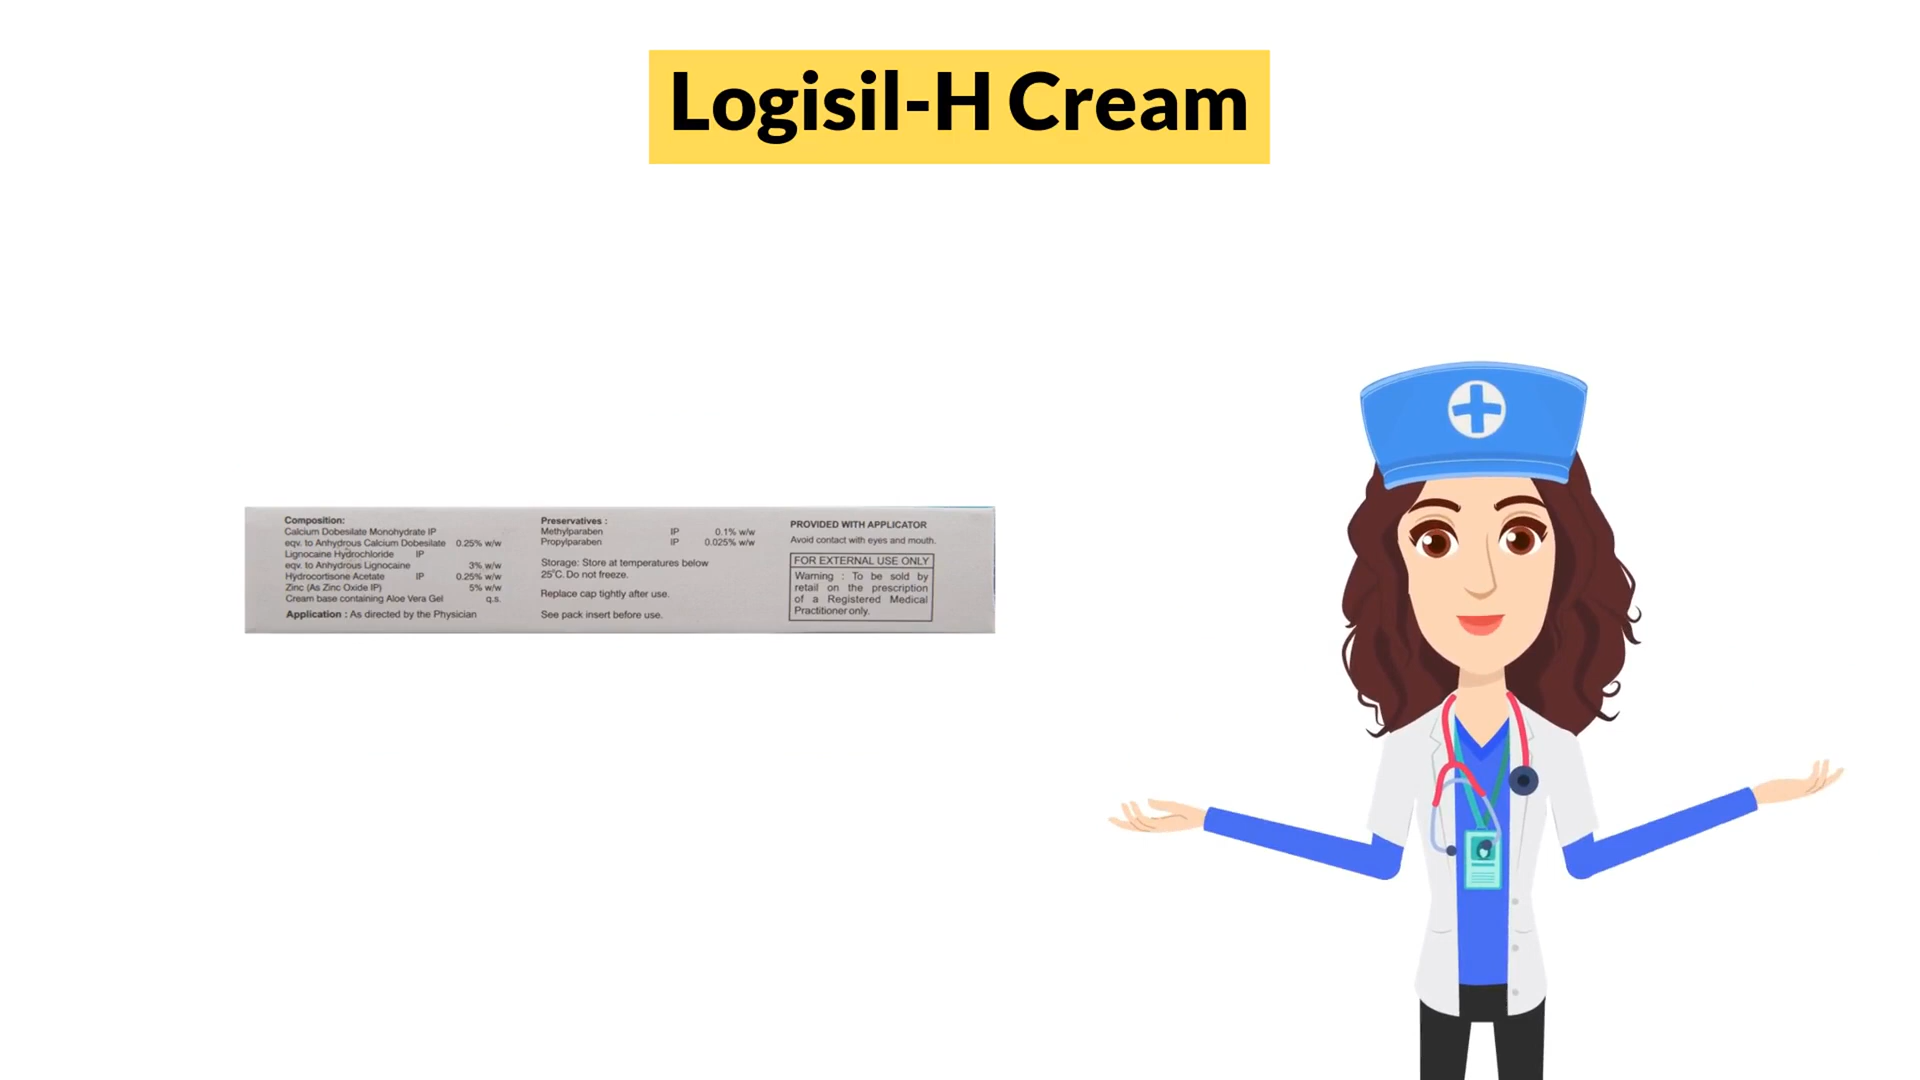 Logisil-H Cream
Composition:
Calcium Dobesilate Monohydrate IP
eqv. to Anhydrous Calcium Dobesilate 0.25% w/w
Lignocaine Hydrochloride IP
eqv. to Anhydrous Lignocaine 3% w/w
Hydrocortisone Acetate IP 0.25% w/w
Zinc (As Zinc Oxide IP) 5% w/w
Cream base containing Aloe Vera Gel q.s.
Application : As directed by the Physician
Preservatives :
Methylparaben IP 0.1% w/w
Propylparaben IP 0.025% w/w
Storage: Store at temperatures below
25°C. Do not freeze.
Replace cap tightly after use.
See pack insert before use.
PROVIDED WITH APPLICATOR
Avoid contact with eyes and mouth.
FOR EXTERNAL USE ONLY
Warning : To be sold by
retail on the prescription
of a Registered Medical
Practitioner only.